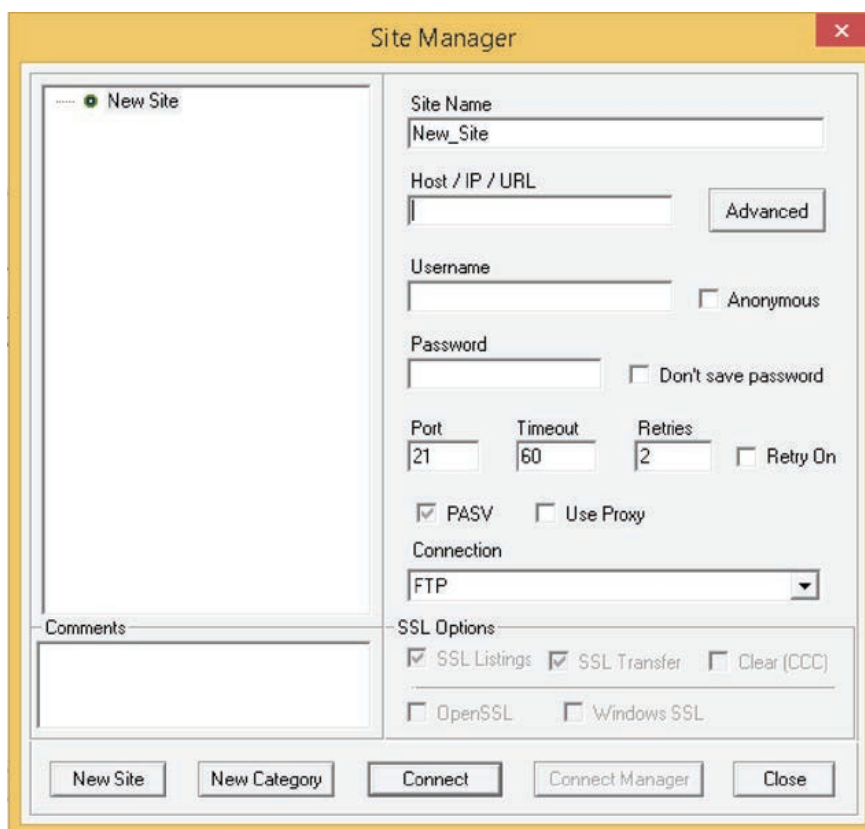 Site Manager
New Site
Site Name
New_Site
Host / IP / URL
Advanced
Username
Anonymous
Password
Don't save password
Port Timeout Retries
21 60 2 Retry On
PASV Use Proxy
Connection
FTP
Comments
SSL Options
SSL Listings SSL Transfer Clear (CCC)
OpenSSL Windows SSL
New Site New Category Connect Connect Manager Close